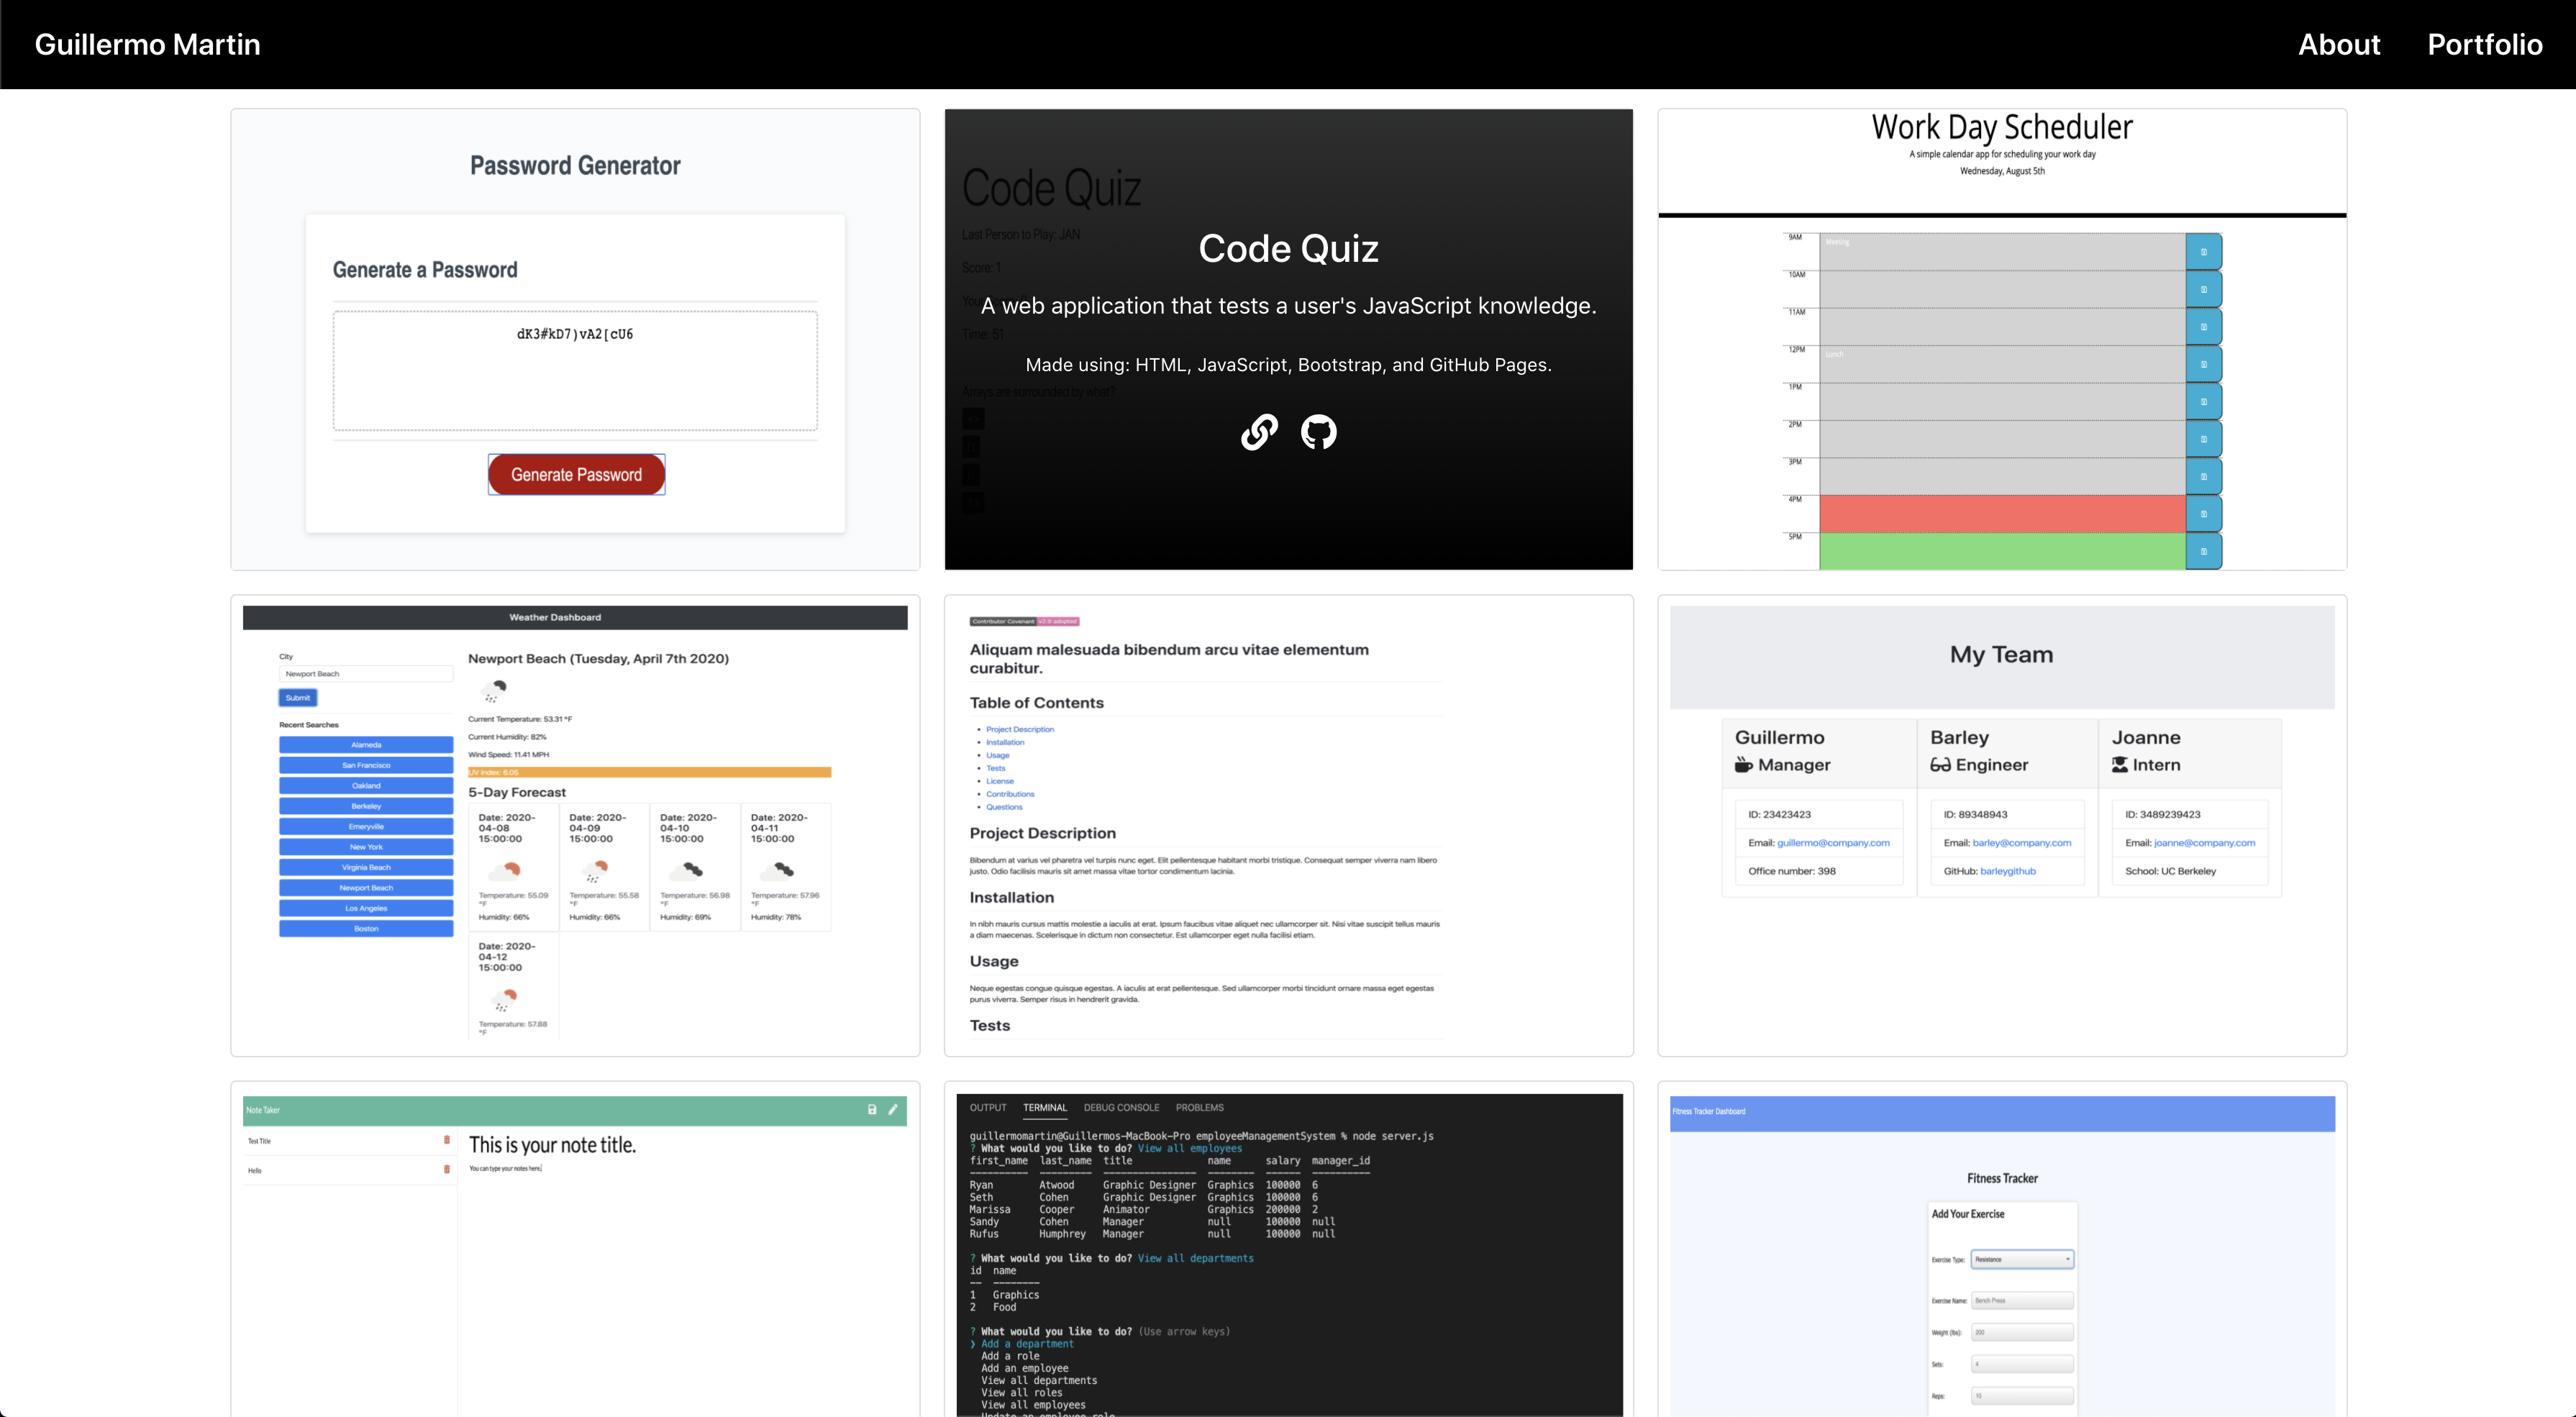 Guillermo Martin
About
Portfolio
Password Generator
Generate a Password
dK3#kD7)vA2[cU6
Generate Password
Code Quiz
Last Person to Play: JAN
Score: 1
Time: 51
Arrays are surrounded by what?
Code Quiz
A web application that tests a user's JavaScript knowledge.
Made using: HTML, JavaScript, Bootstrap, and GitHub Pages.
Work Day Scheduler
A simple calendar app for scheduling your work day
Wednesday, August 5th
9AM
Meeting
10AM
11AM
12PM
Lunch
1PM
2PM
3PM
4PM
5PM
Weather Dashboard
City
Newport Beach
Submit
Recent Searches
Alameda
San Francisco
Oakland
Berkeley
Emeryville
New York
Virginia Beach
Newport Beach
Los Angeles
Boston
Newport Beach (Tuesday, April 7th 2020)
Current Temperature: 53.31 °F
Current Humidity: 82%
Wind Speed: 11.41 MPH
UV Index: 6.05
5-Day Forecast
Date: 2020-
04-08
15:00:00
Temperature: 55.09
°F
Humidity: 66%
Date: 2020-
04-09
15:00:00
Temperature: 55.58
°F
Humidity: 66%
Date: 2020-
04-10
15:00:00
Temperature: 56.98
°F
Humidity: 69%
Date: 2020-
04-11
15:00:00
Temperature: 57.96
°F
Humidity: 78%
Date: 2020-
04-12
15:00:00
Temperature: 57.88
°F
Contributor Covenant v2.0 adopted
Aliquam malesuada bibendum arcu vitae elementum
curabitur.
Table of Contents
• Project Description
• Installation
• Usage
• Tests
• License
• Contributions
• Questions
Project Description
Bibendum at varius vel pharetra vel turpis nunc eget. Elit pellentesque habitant morbi tristique. Consequat semper viverra nam libero
justo. Odio facilisis mauris sit amet massa vitae tortor condimentum lacinia.
Installation
In nibh mauris cursus mattis molestie a iaculis at erat. Ipsum faucibus vitae aliquet nec ullamcorper sit. Nisi vitae suscipit tellus mauris
a diam maecenas. Scelerisque in dictum non consectetur. Est ullamcorper eget nulla facilisi etiam.
Usage
Neque egestas congue quisque egestas. A iaculis at erat pellentesque. Sed ullamcorper morbi tincidunt ornare massa eget egestas
purus viverra. Semper risus in hendrerit gravida.
Tests
My Team
Guillermo
Manager
ID: 23423423
Email: guillermo@company.com
Office number: 398
Barley
Engineer
ID: 89348943
Email: barley@company.com
GitHub: barleygithub
Joanne
Intern
ID: 3489239423
Email: joanne@company.com
School: UC Berkeley
Note Taker
Test Title
Hello
This is your note title.
You can type your notes here.
OUTPUT TERMINAL DEBUG CONSOLE PROBLEMS
guillermomartin@Guillermos-MacBook-Pro employeeManagementSystem % node server.js
? What would you like to do? View all employees
first_name last_name title name salary manager_id
Ryan Atwood Graphic Designer Graphics 100000 6
Seth Cohen Graphic Designer Graphics 100000 6
Marissa Cooper Animator Graphics 200000 2
Sandy Cohen Manager null 100000 null
Rufus Humphrey Manager null 100000 null
? What would you like to do? View all departments
id name
1 Graphics
2 Food
? What would you like to do? (Use arrow keys)
❯ Add a department
Add a role
Add an employee
View all departments
View all roles
View all employees
Update an employee role
Fitness Tracker Dashboard
Fitness Tracker
Add Your Exercise
Exercise Type: Resistance
Exercise Name: Bench Press
Weight (lbs): 200
Sets: 4
Reps: 10